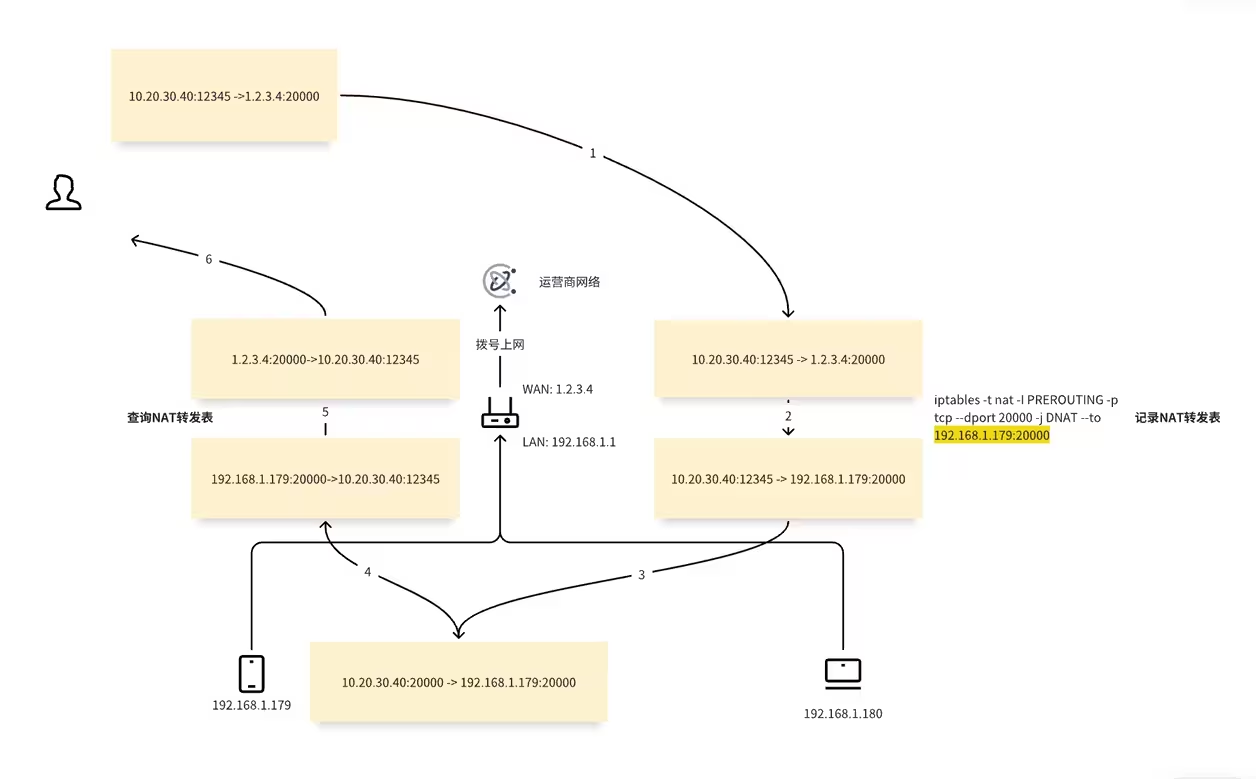 10.20.30.40:12345 ->1.2.3.4:20000
1
6
运营商网络
拨号上网
1.2.3.4:20000->10.20.30.40:12345
10.20.30.40:12345 -> 1.2.3.4:20000
WAN: 1.2.3.4
查询NAT转发表
5
2
iptables -t nat -I PREROUTING -p
tcp --dport 20000 -j DNAT --to
192.168.1.179:20000
记录NAT转发表
LAN: 192.168.1.1
192.168.1.179:20000->10.20.30.40:12345
10.20.30.40:12345 -> 192.168.1.179:20000
4
3
10.20.30.40:20000 -> 192.168.1.179:20000
192.168.1.179
192.168.1.180